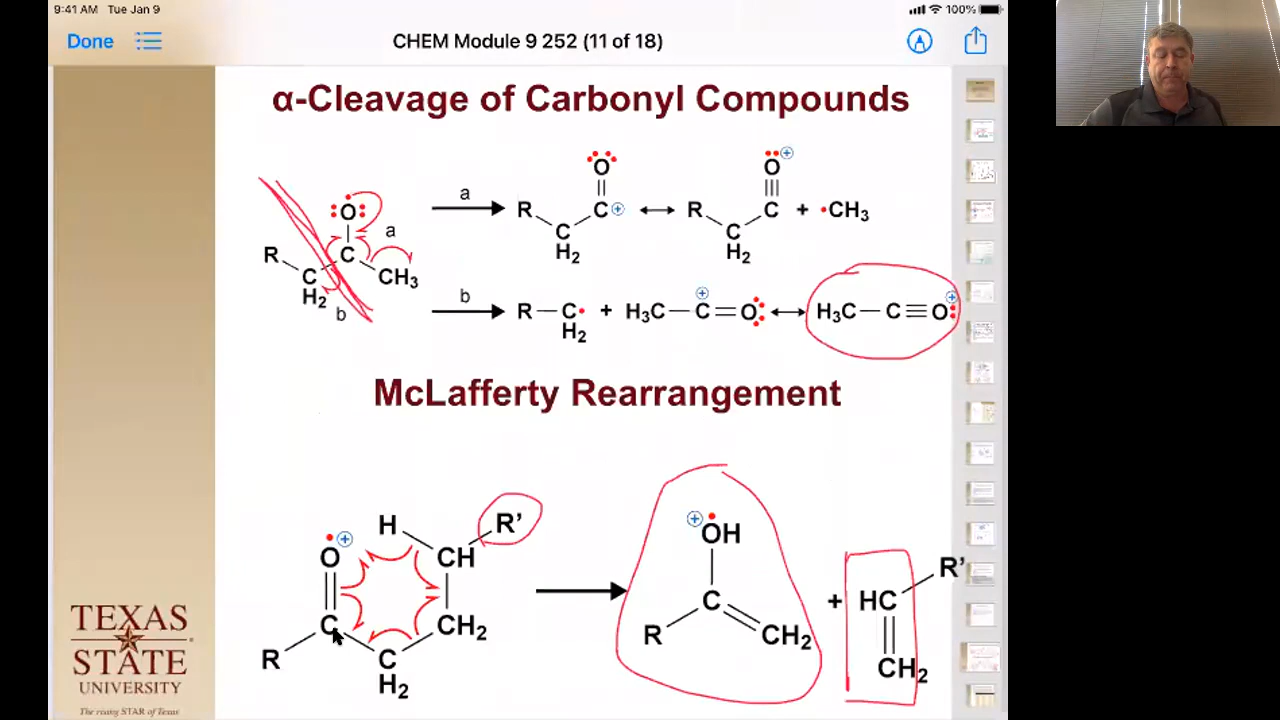 9:41 AM Tue Jan 9
100%
Done
CHEM Module 9 252 (11 of 18)
α-Cleavage of Carbonyl Compounds
O
a
R
C
CH3
C
H2
b
a
O
R
C
C
H2
O
R
C
+
•CH3
C
H2
b
R
C
H2
+
H3C
C
O
H3C
C
O
McLafferty Rearrangement
H
R'
O
CH
C
CH2
R
C
H2
OH
C
R
CH2
+
HC
R'
CH2
TEXAS
STATE
UNIVERSITY
The rising STAR of Texas